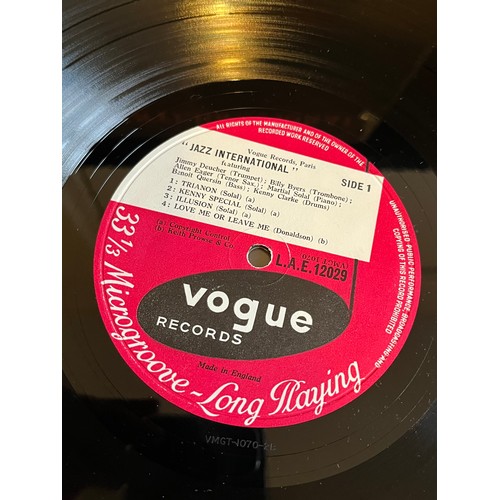 ALL RIGHTS OF THE MANUFACTURER AND OF THE OWNER OF THE
RECORDED WORK RESERVED
UNAUTHORISED PUBLIC PERFORMANCE, BROADCASTING AND
COPYING OF THIS RECORD PROHIBITED
Vogue Records, Paris
"JAZZ INTERNATIONAL"
featuring
SIDE 1
Jimmy Deucher (Trumpet); Billy Byers (Trombone);
Allen Eager (Tenor Sax.); Martial Solal (Piano);
Benoit Quersin (Bass); Kenny Clarke (Drums)
1: TRIANON (Solal) (a)
2: KENNY SPECIAL (Solal) (a)
3: ILLUSION (Solal) (a)
4: LOVE ME OR LEAVE ME (Donaldson) (b)
(a) Copyright Control
(b) Keith Prowse & Co.
L.A.E.12029
vogue
RECORDS
Made in England
33 1/3 Microgroove - Long Playing